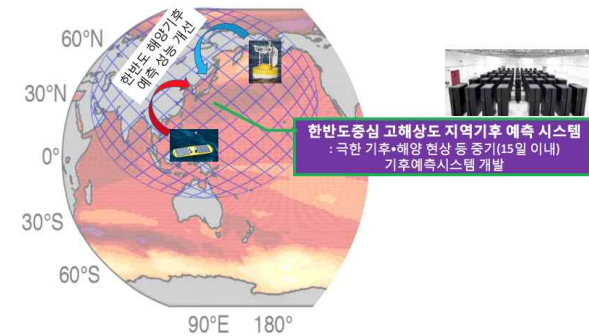 60°N
한반도 해양기후
예측 성능 개선
30°N
한반도중심 고해상도 지역기후 예측 시스템
: 극한 기후•해양 현상 등 중기(15일 이내)
기후예측시스템 개발
0°
30°S
60°S
90°E 180°